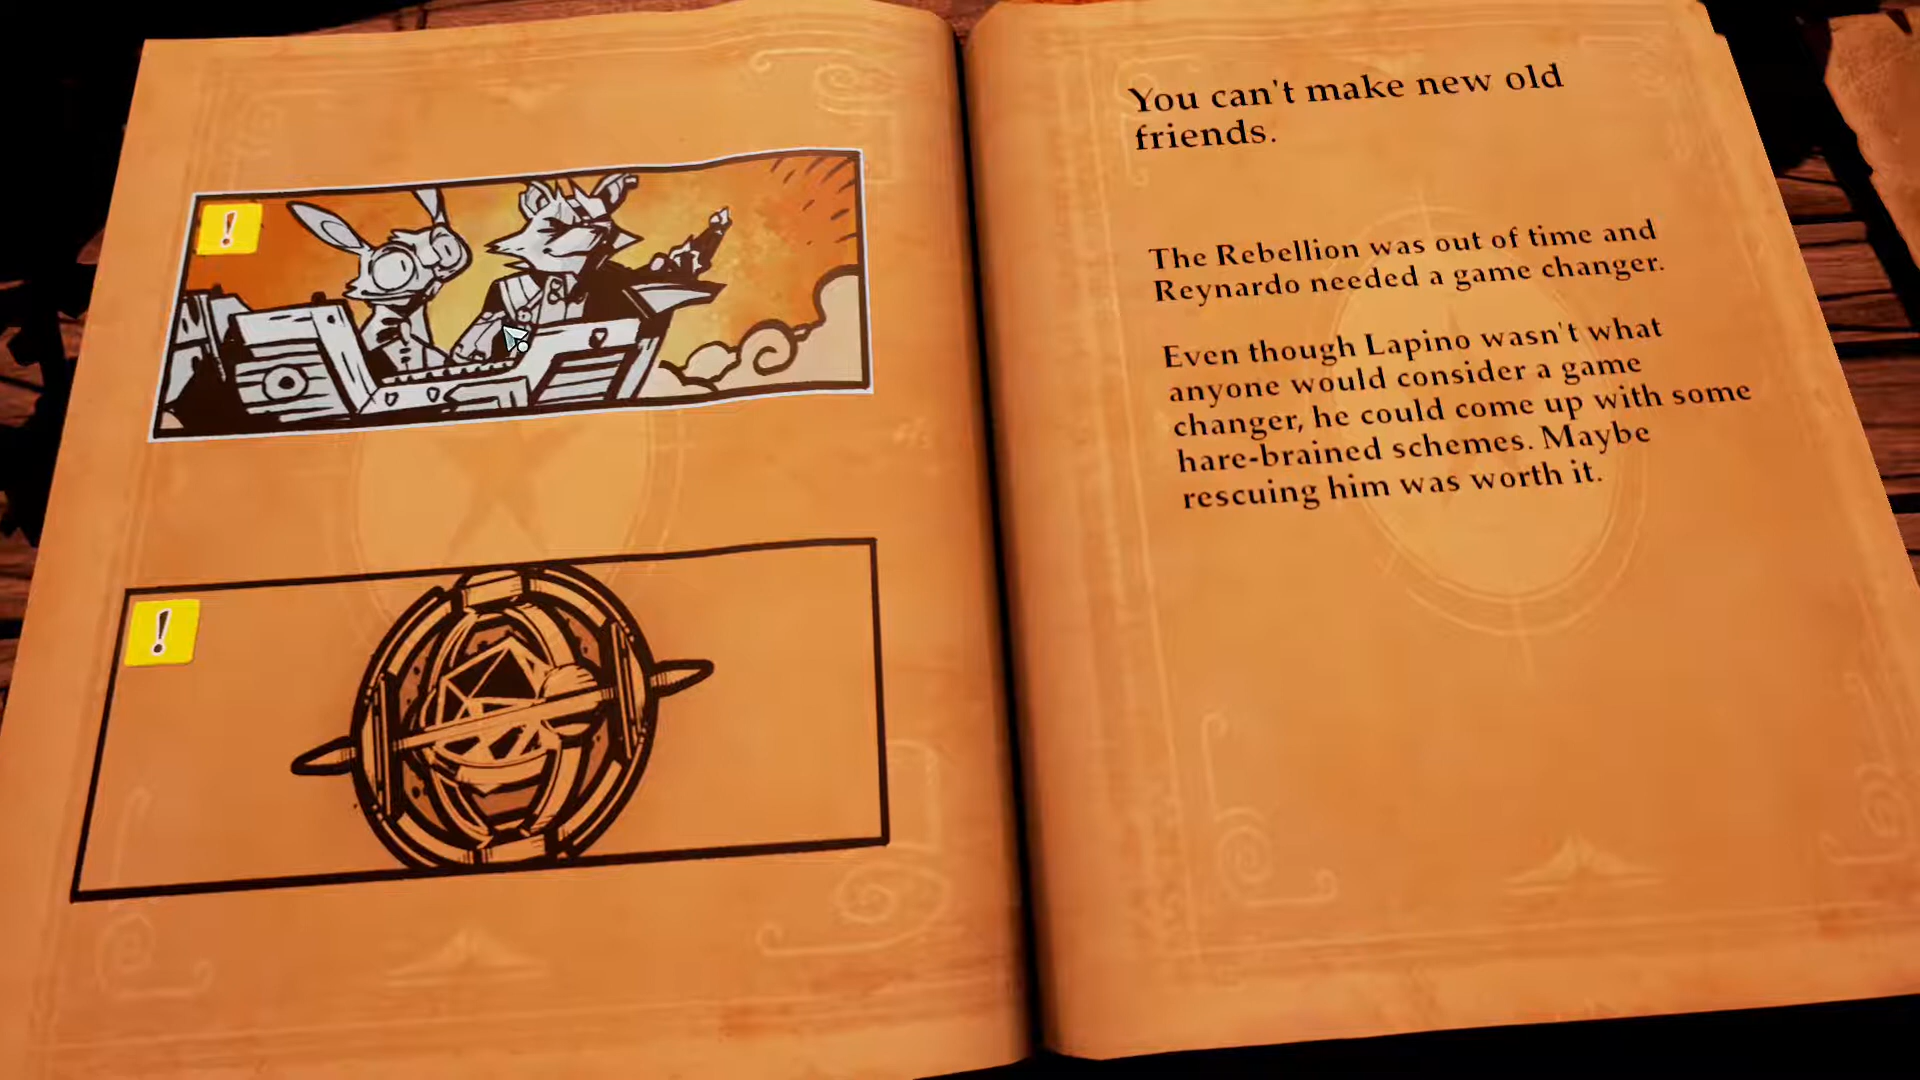 !
!
You can't make new old
friends.
The Rebellion was out of time and
Reynardo needed a game changer.
Even though Lapino wasn't what
anyone would consider a game
changer, he could come up with some
hare-brained schemes. Maybe
rescuing him was worth it.